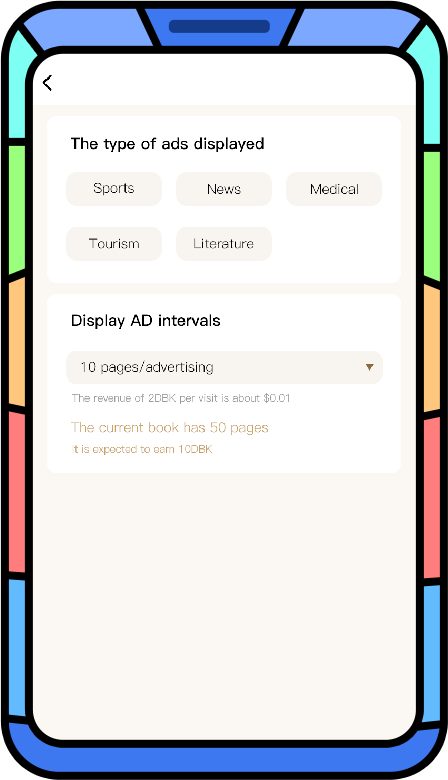 The type of ads displayed
Sports News Medical
Tourism Literature
Display AD intervals
10 pages/advertising
The revenue of 2DBK per visit is about $0.01
The current book has 50 pages
It is expected to earn 10DBK